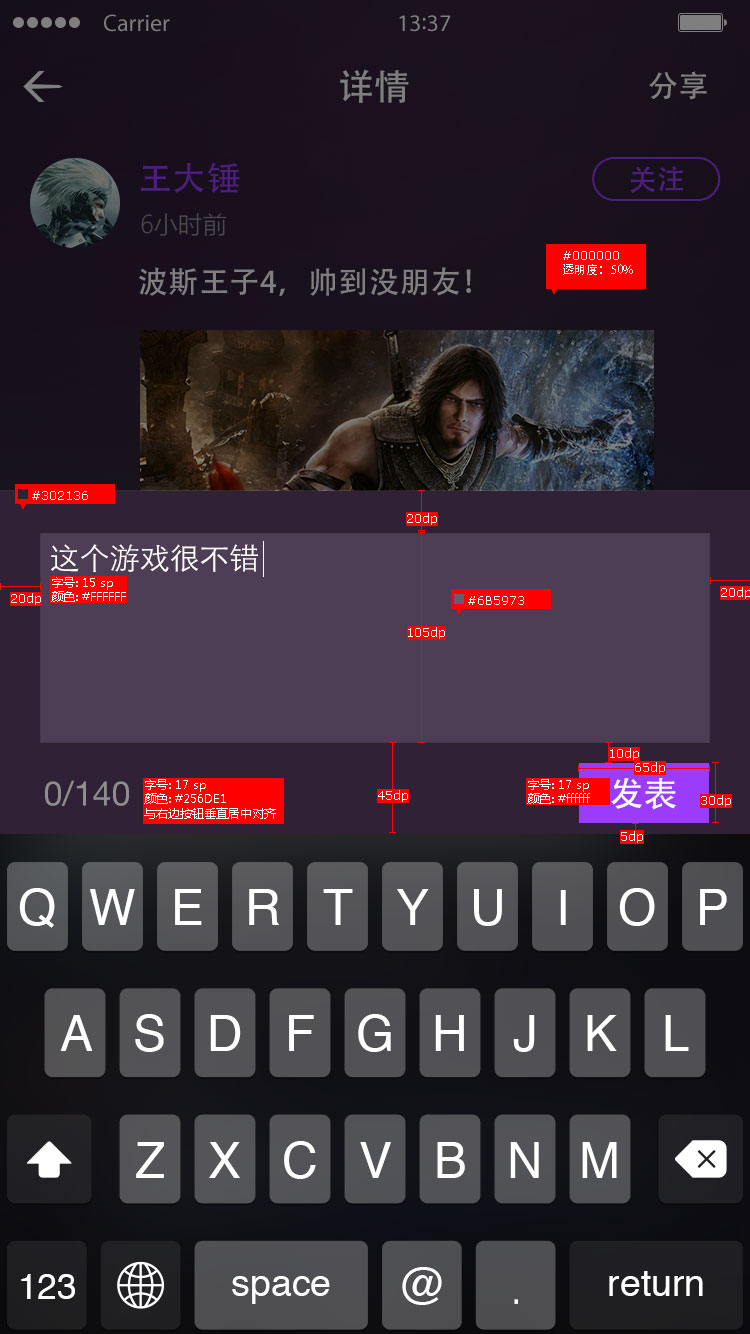 Carrier 13:37
详情 分享
王大锤 关注
6小时前
#000000
透明度：50%
波斯王子4，帅到没朋友！
#302136
20dp
这个游戏很不错
字号: 15 sp
颜色: #FFFFFF
20dp
20dp
#6B5973
105dp
10dp
65dp
0/140
字号: 17 sp
颜色: #256DE1
与右边按钮垂直居中对齐
45dp
字号: 17 sp
颜色: #ffffff
发表
30dp
5dp
Q W E R T Y U I O P
A S D F G H J K L
Z X C V B N M
123 space @ . return